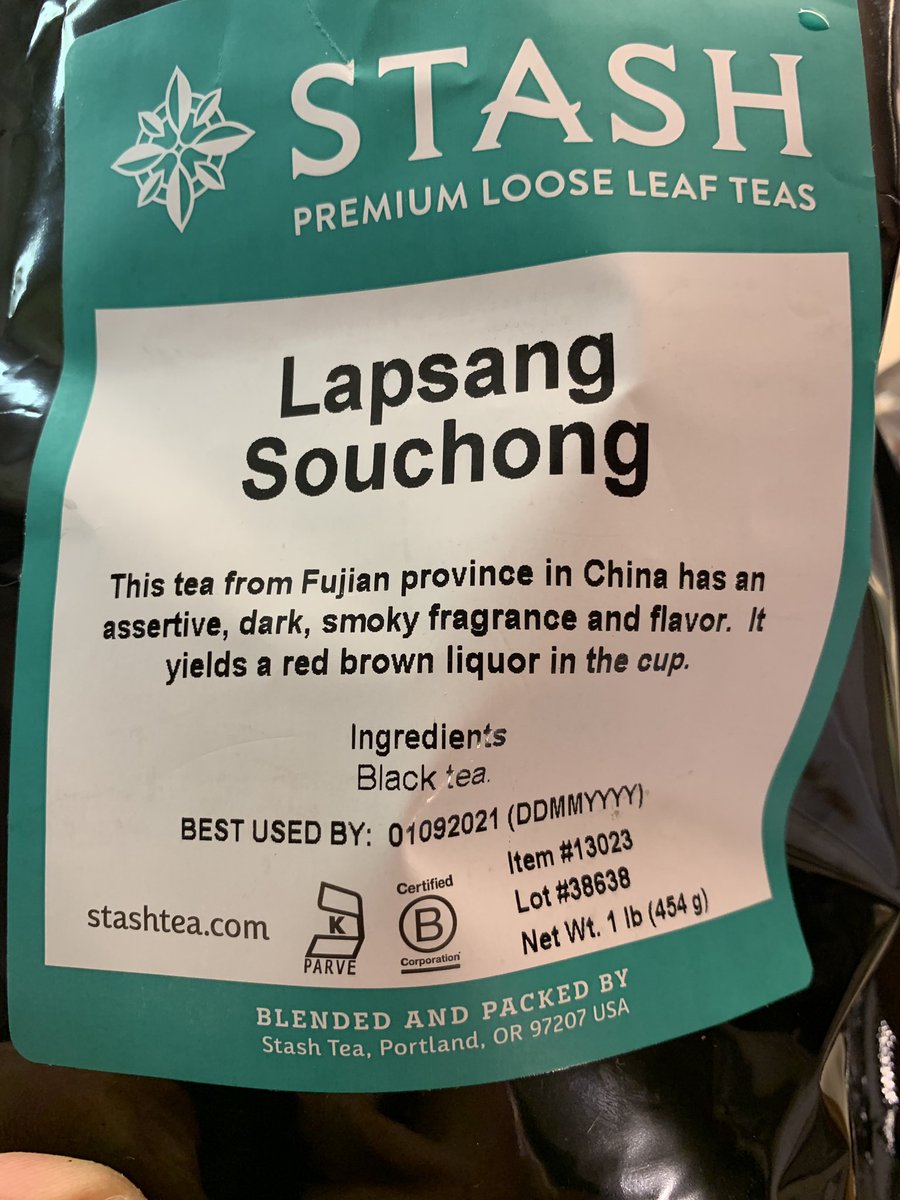 STASH
PREMIUM LOOSE LEAF TEAS
Lapsang
Souchong
This tea from Fujian province in China has an
assertive, dark, smoky fragrance and flavor. It
yields a red brown liquor in the cup.
Ingredients
Black tea.
BEST USED BY: 01092021 (DDMMYYYY)
Item #13023
Lot #38638
Net Wt. 1 lb (454 g)
stashtea.com
K
PARVE
Certified
B
Corporation
BLENDED AND PACKED BY
Stash Tea, Portland, OR 97207 USA